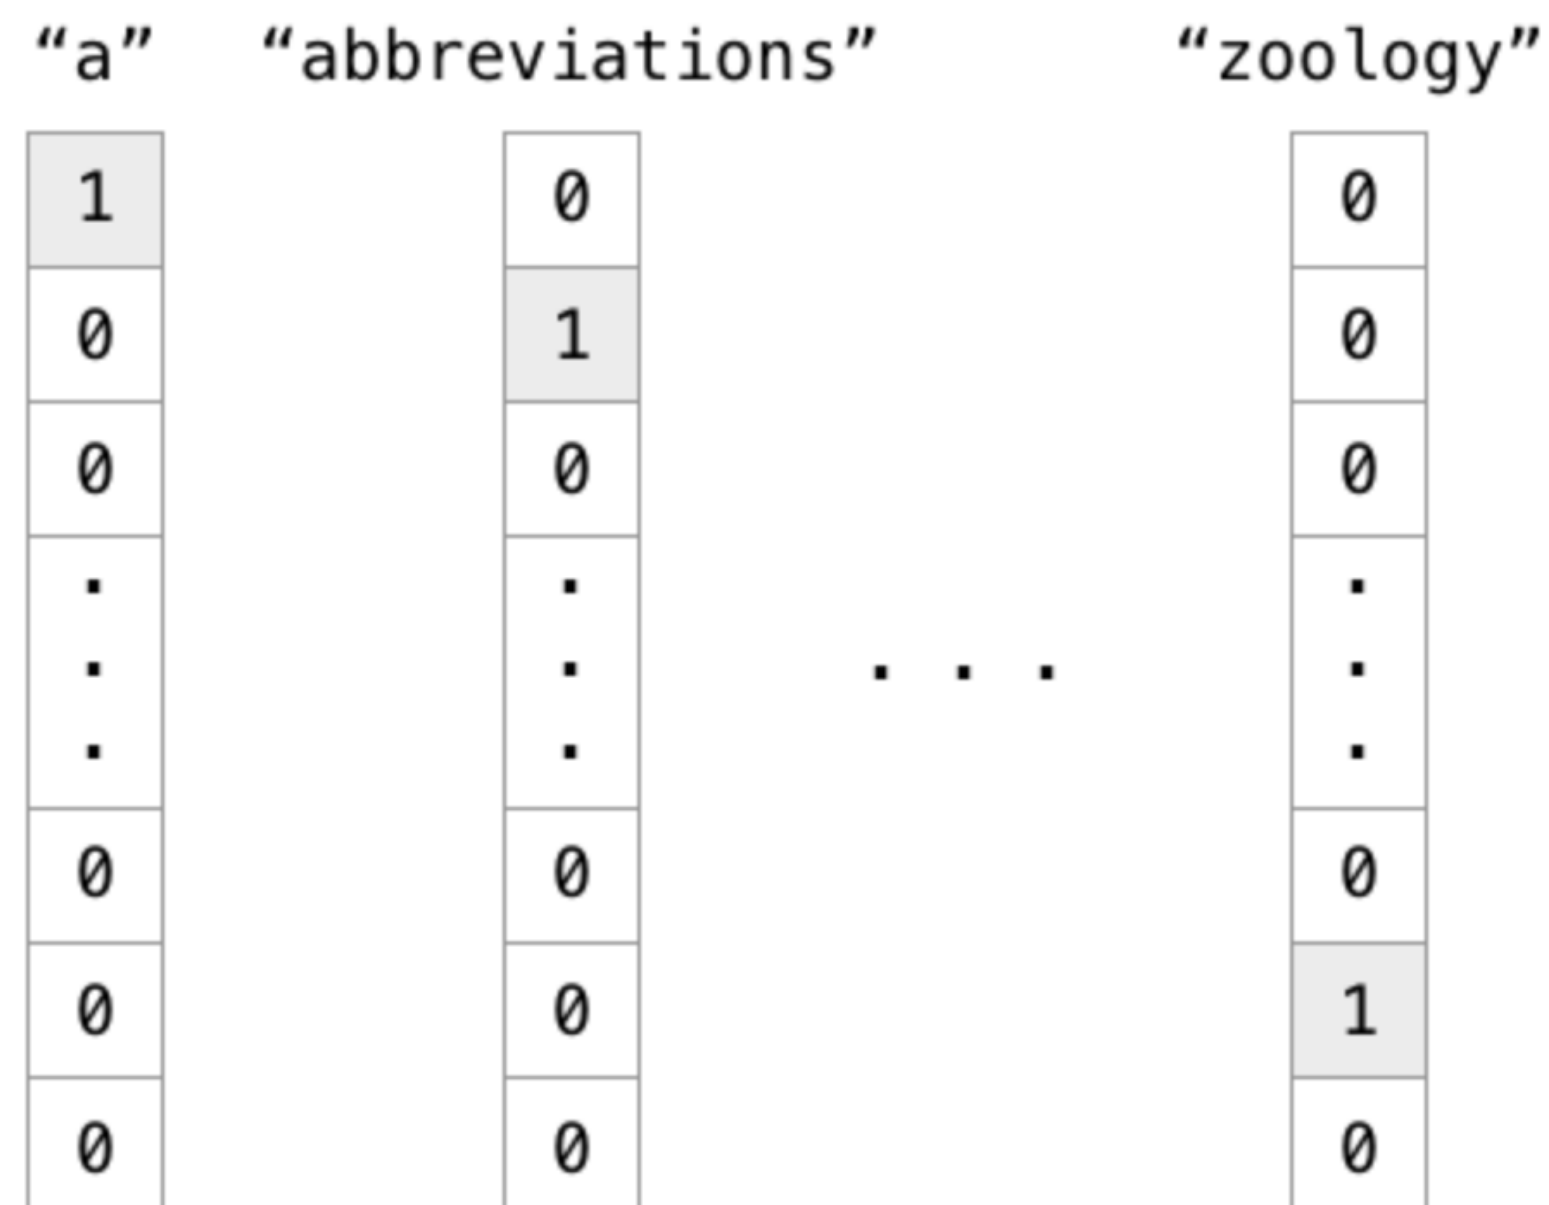 “a” “abbreviations” “zoology”
1 0 0
0 1 0
0 0 0
. . .
. . . . . .
. . .
0 0 0
0 0 1
0 0 0